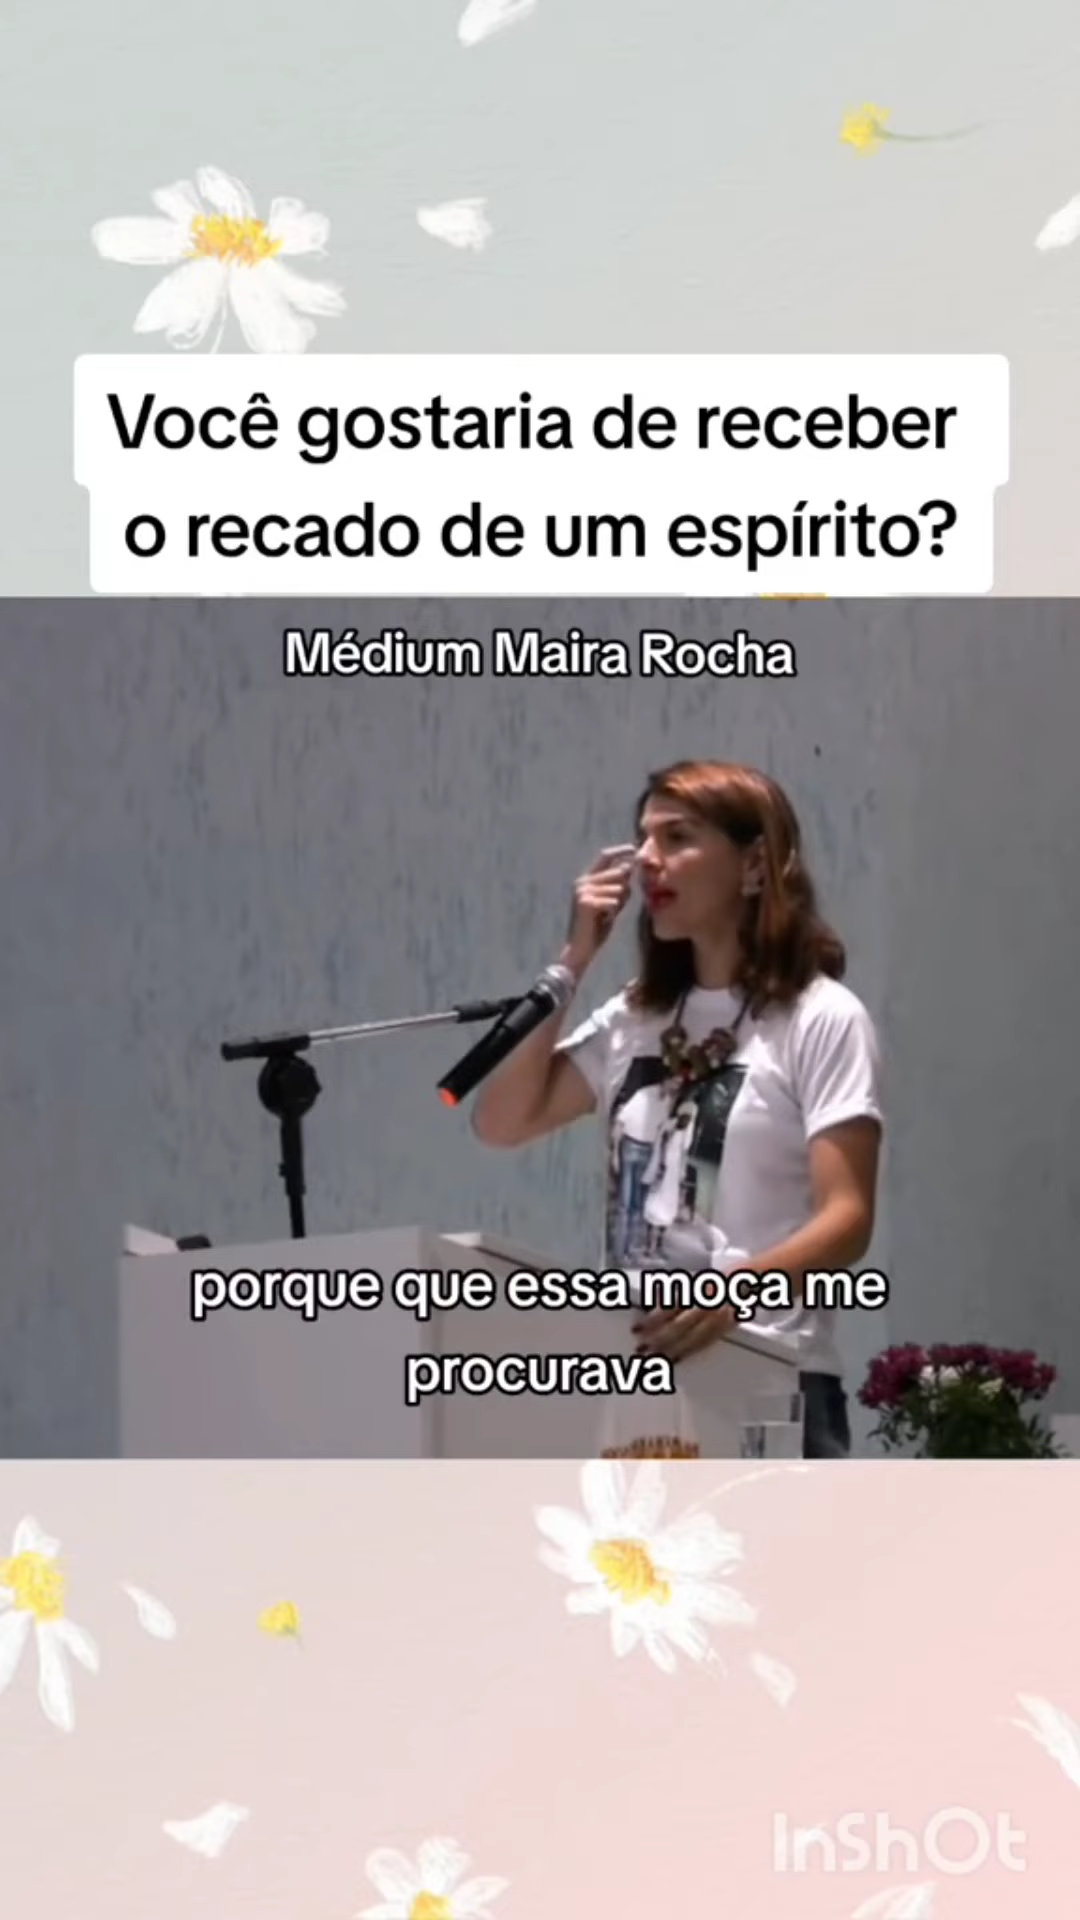 Você gostaria de receber
o recado de um espírito?
Médium Maira Rocha
porque que essa moça me
procurava
InShOt